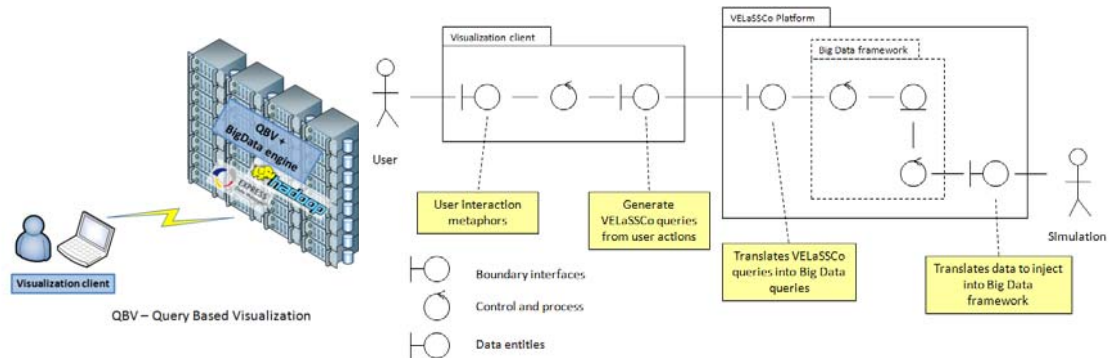 QBV +
BigData engine
hadoop
EXPRESS
Visualization client
QBV – Query Based Visualization
User
Visualization client
User Interaction
metaphors
Generate
VELaSSCo queries
from user actions
Boundary interfaces
Control and process
Data entities
VELaSSCo Platform
Big Data framework
Translates VELaSSCo
queries into Big Data
queries
Simulation
Translates data to inject
into Big Data
framework